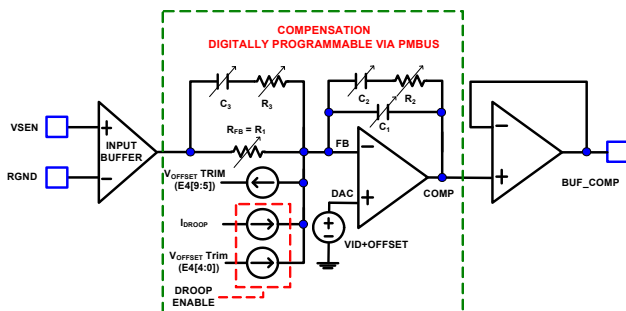 COMPENSATION
DIGITALLY PROGRAMMABLE VIA PMBUS
C3
R3
C2
R2
C1
VSEN
RGND
+
−
INPUT
BUFFER
RFB = R1
FB
−
+
COMP
−
+
BUF_COMP
VOFFSET TRIM
(E4[9:5])
DAC
IDROOP
+
−
VID+OFFSET
VOFFSET Trim
(E4[4:0])
DROOP
ENABLE